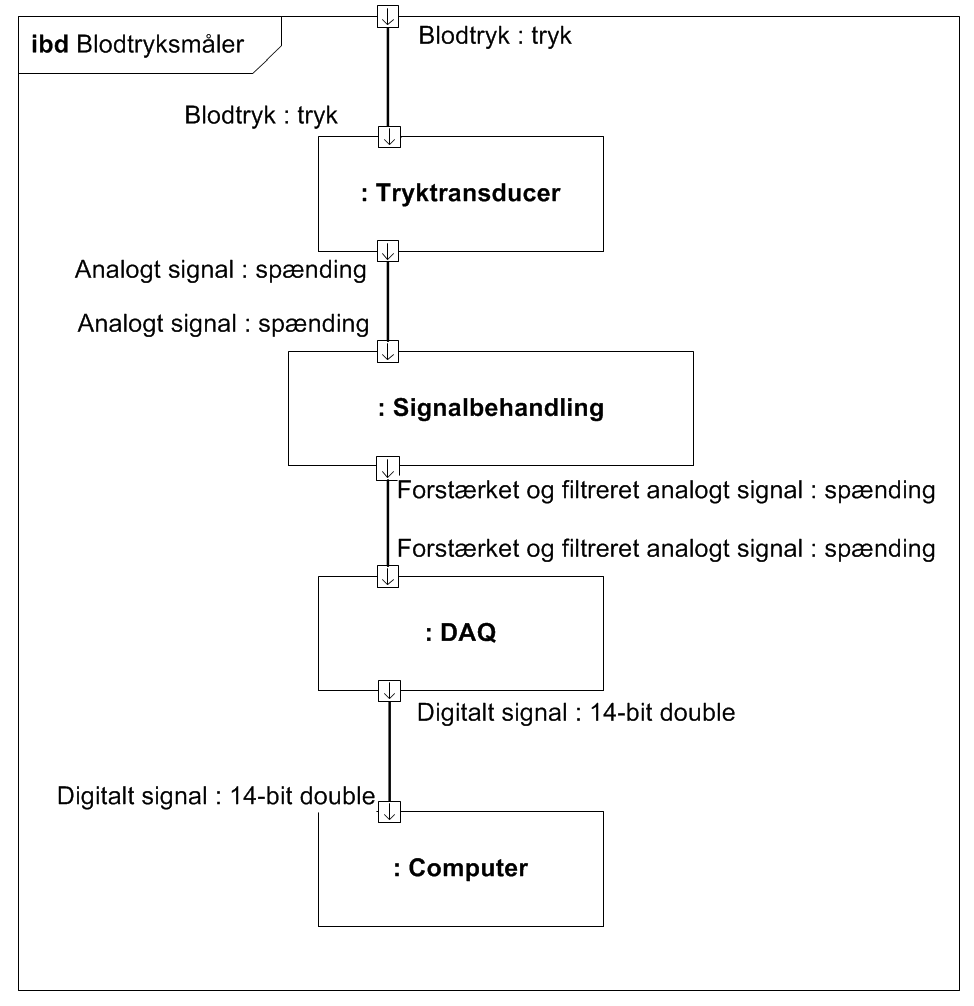 ibd Blodtryksmåler
Blodtryk : tryk
Blodtryk : tryk
: Tryktransducer
Analogt signal : spænding
Analogt signal : spænding
: Signalbehandling
Forstærket og filtreret analogt signal : spænding
Forstærket og filtreret analogt signal : spænding
: DAQ
Digitalt signal : 14-bit double
Digitalt signal : 14-bit double
: Computer